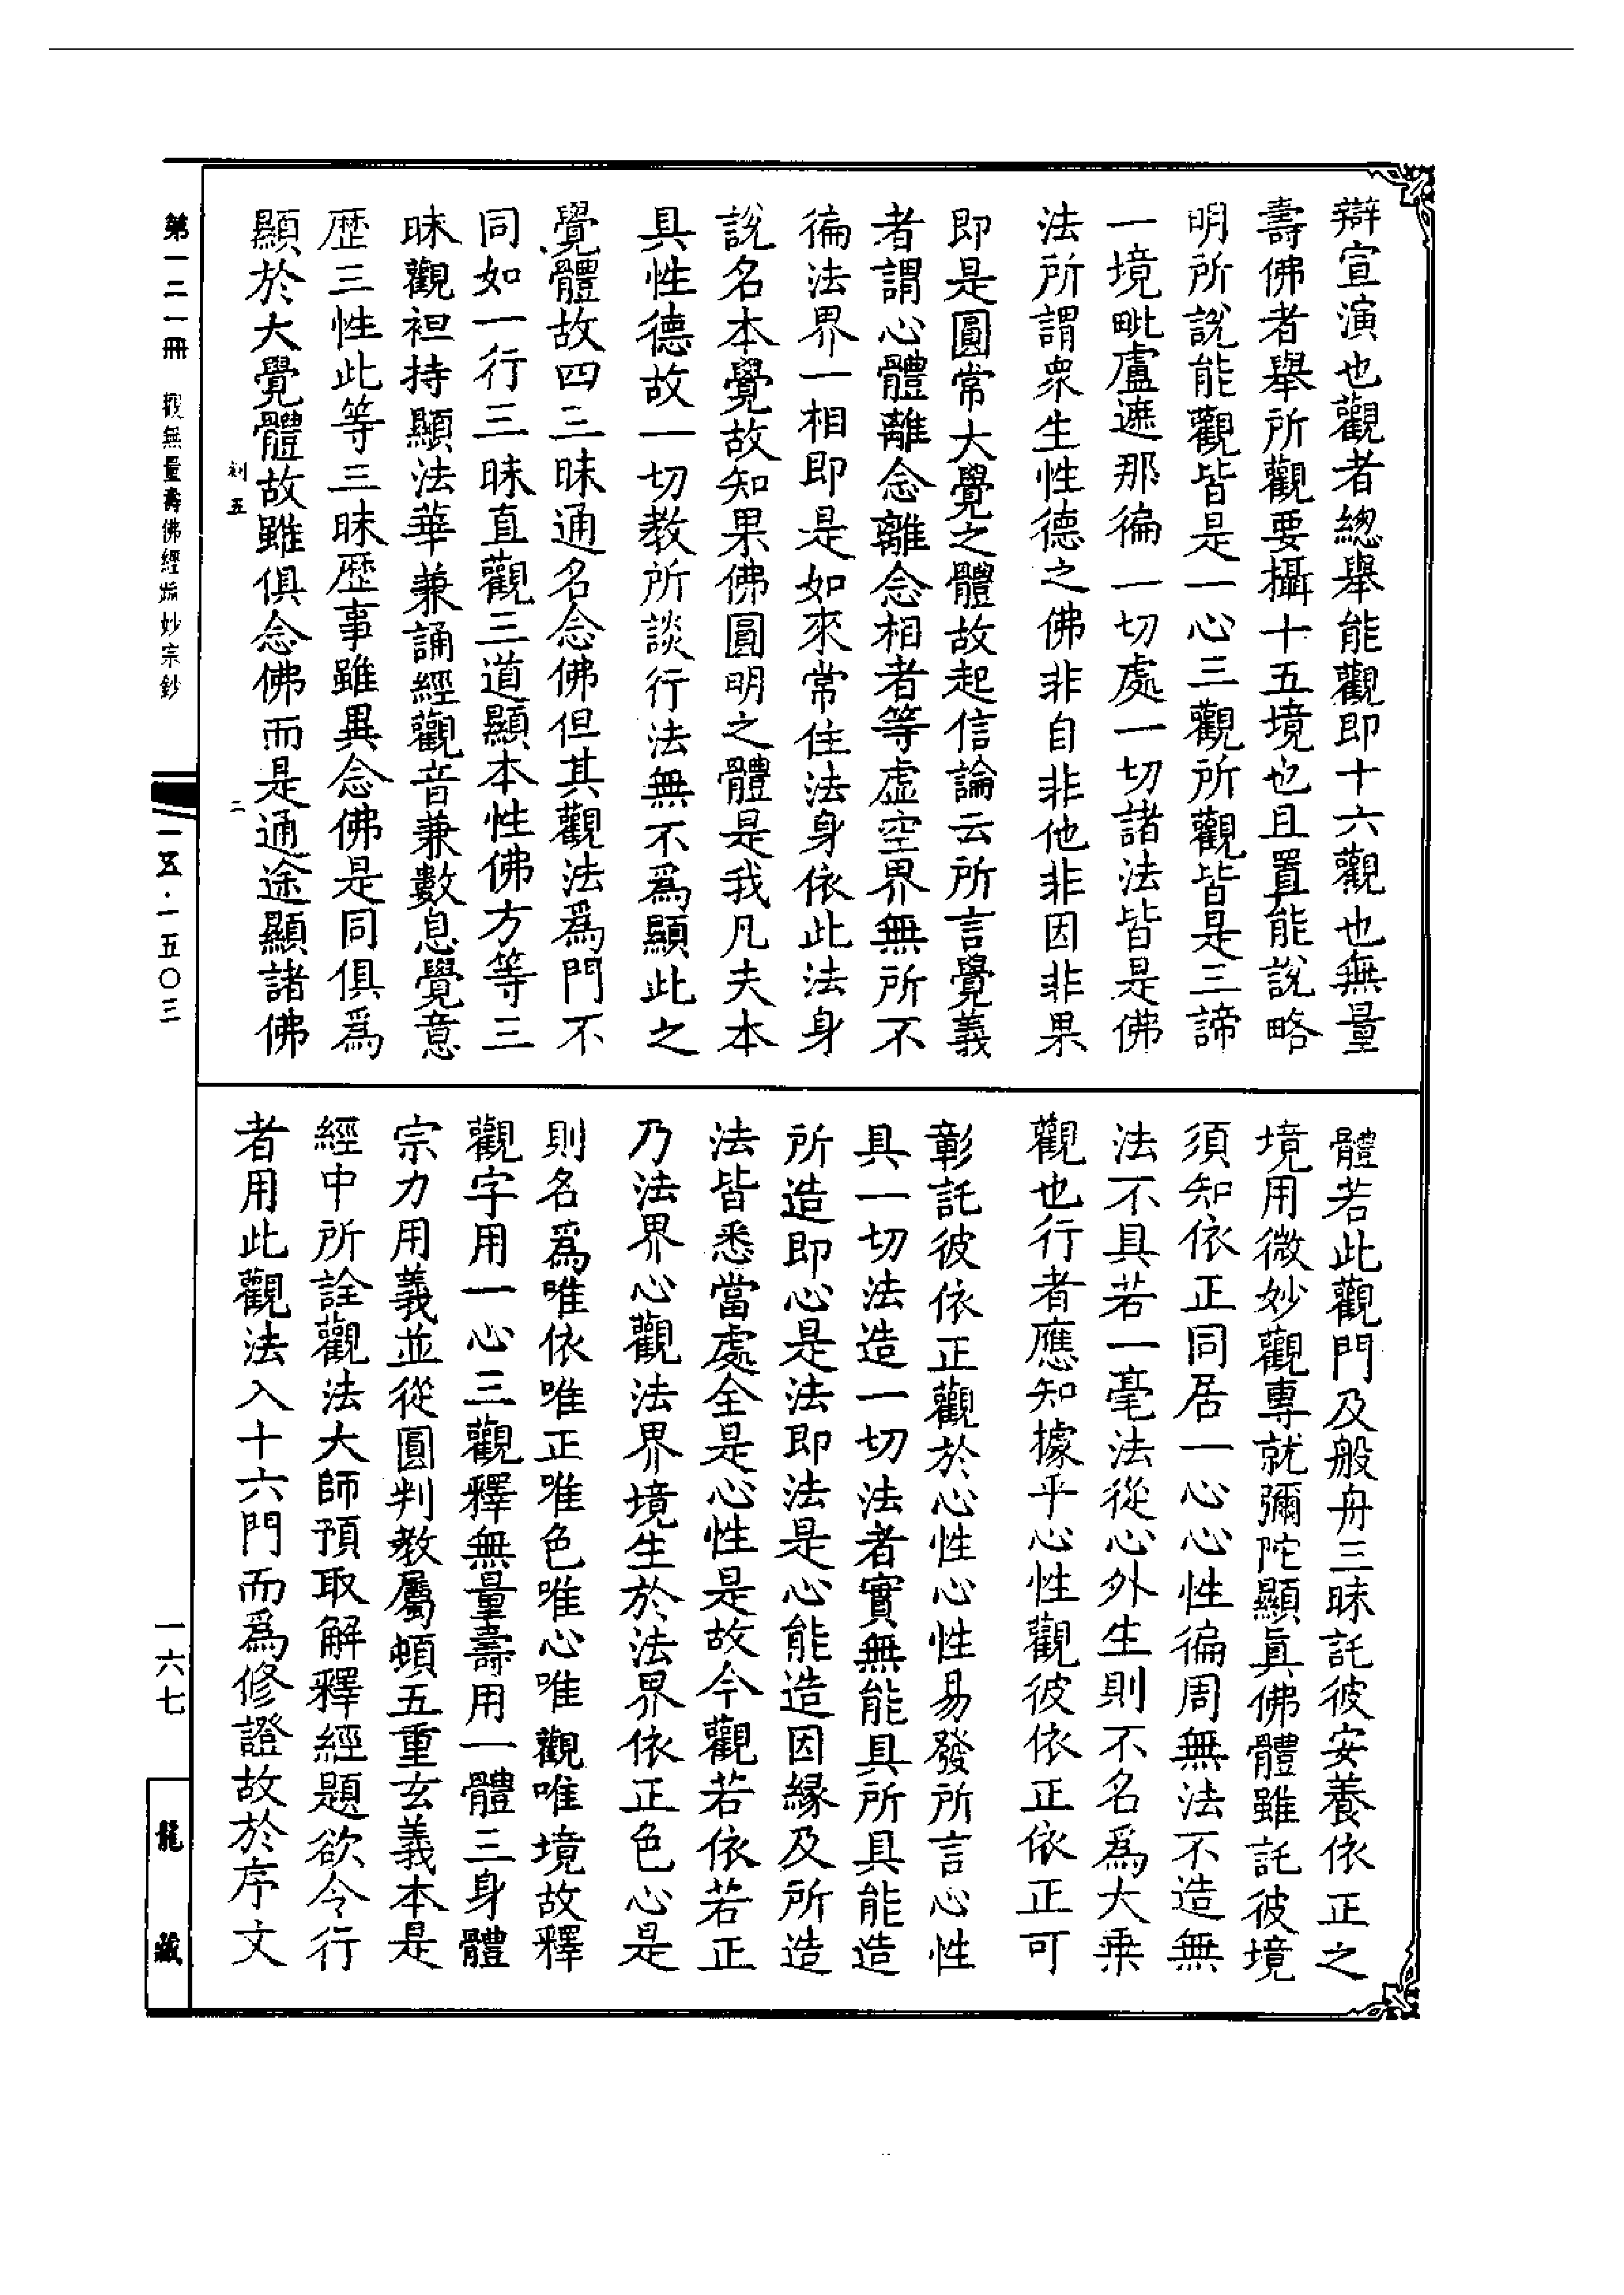 辯宣演也觀者總舉能觀即十六觀也無量
壽佛者舉所觀要攝十五境也且置能說略
明所說能觀皆是一心三觀所觀皆是三諦
一境毗盧遮那徧一切處一切諸法皆是佛
法所謂衆生性德之佛非自非他非因非果
即是圓常大覺之體故起信論云所言覺義
者謂心體離念離念相者等虛空界無所不
徧法界一相即是如來常住法身依此法身
說名本覺故知果佛圓明之體是我凡夫本
具性德故一切教所談行法無不爲顯此之
覺體故四三昧通名念佛但其觀法爲門不
同如一行三昧直觀三道顯本性佛方等三
昧觀袒持顯法華兼誦經觀音兼數息覺意
歷三性此等三昧歷事雖異念佛是同俱爲
顯於大覺體故雖俱念佛而是通途顯諸佛
體若此觀門及般舟三昧託彼安養依正之
境用微妙觀專就彌陀顯真佛體雖託彼境
須知依正同居一心心性徧周無法不造無
法不具若一毫法從心外生則不名爲大乘
觀也行者應知據乎心性觀彼依正依正可
彰託彼依正觀於心性心性易發所言心性
具一切法造一切法者實無能具所具能造
所造即心是法即法是心能造因緣及所造
法皆悉當處全是心性是故今觀若依若正
乃法界心觀法界境生於法界依正色心是
則名爲唯依唯正唯色唯心唯觀唯境故釋
觀字用一心三觀釋無量壽用一體三身體
宗力用義並從圓判教屬頓五重玄義本是
經中所詮觀法大師預取解釋經題欲令行
者用此觀法入十六門而爲修證故於序文
刹五
二
第一二一冊 觀無量壽佛經疏妙宗鈔
一五·一五〇三
一六七
龍藏